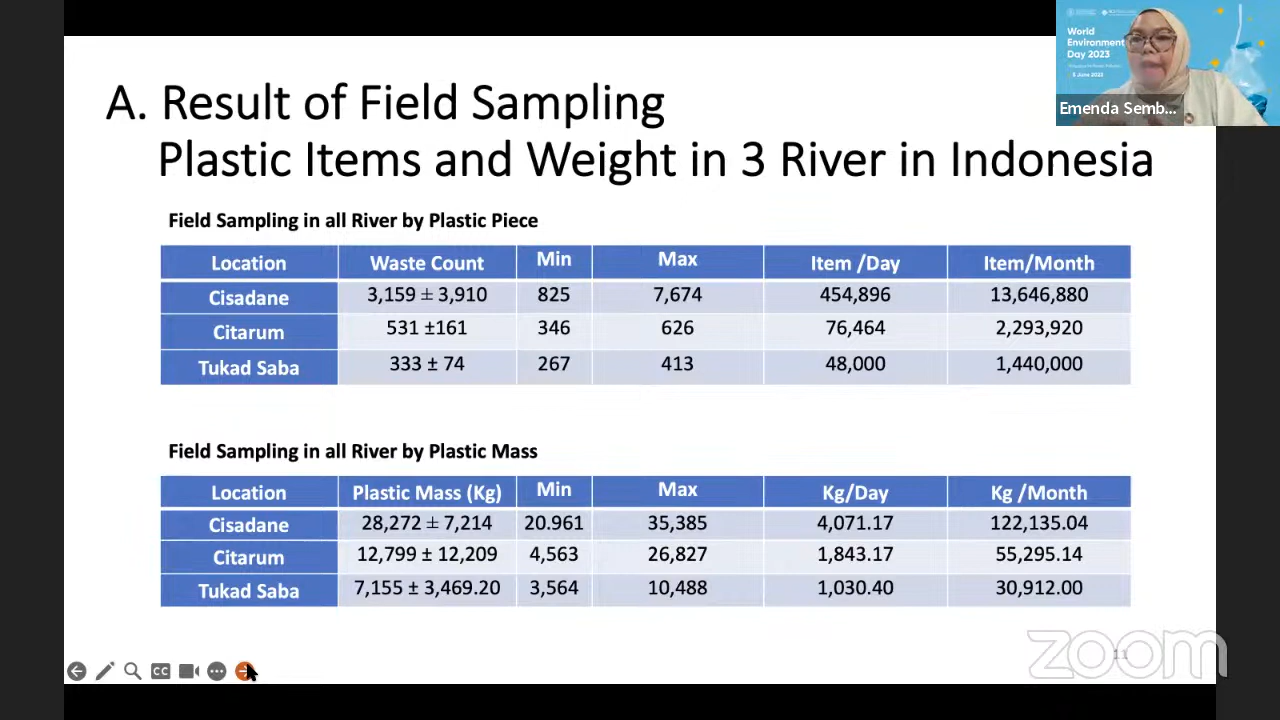 World
Environment
Day 2023
5 June 2023
Emenda Semb...
A. Result of Field Sampling
Plastic Items and Weight in 3 River in Indonesia
Field Sampling in all River by Plastic Piece
Location Waste Count Min Max Item /Day Item/Month
Cisadane 3,159 ± 3,910 825 7,674 454,896 13,646,880
Citarum 531 ±161 346 626 76,464 2,293,920
Tukad Saba 333 ± 74 267 413 48,000 1,440,000
Field Sampling in all River by Plastic Mass
Location Plastic Mass (Kg) Min Max Kg/Day Kg /Month
Cisadane 28,272 ± 7,214 20.961 35,385 4,071.17 122,135.04
Citarum 12,799 ± 12,209 4,563 26,827 1,843.17 55,295.14
Tukad Saba 7,155 ± 3,469.20 3,564 10,488 1,030.40 30,912.00
CC
zoom
11